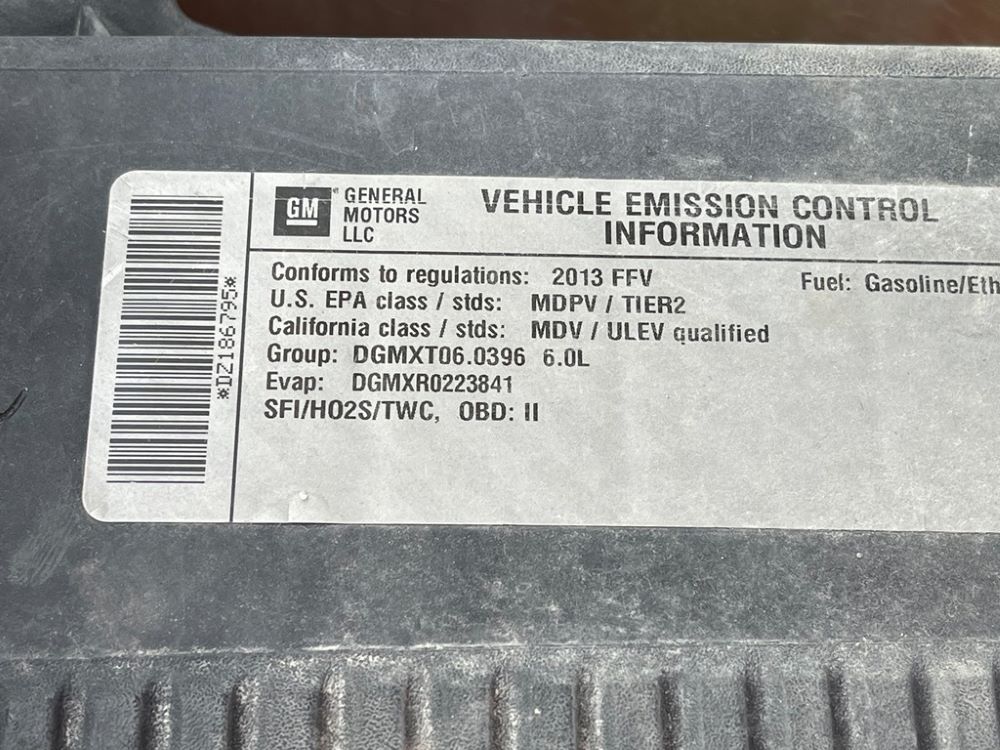 GM GENERAL
MOTORS
LLC
VEHICLE EMISSION CONTROL
INFORMATION
Conforms to regulations: 2013 FFV
Fuel: Gasoline/Eth
U.S. EPA class / stds: MDPV / TIER2
California class / stds: MDV / ULEV qualified
Group: DGMXT06.0396 6.0L
Evap: DGMXR0223841
SFI/HO2S/TWC, OBD: II
*DZ186795*